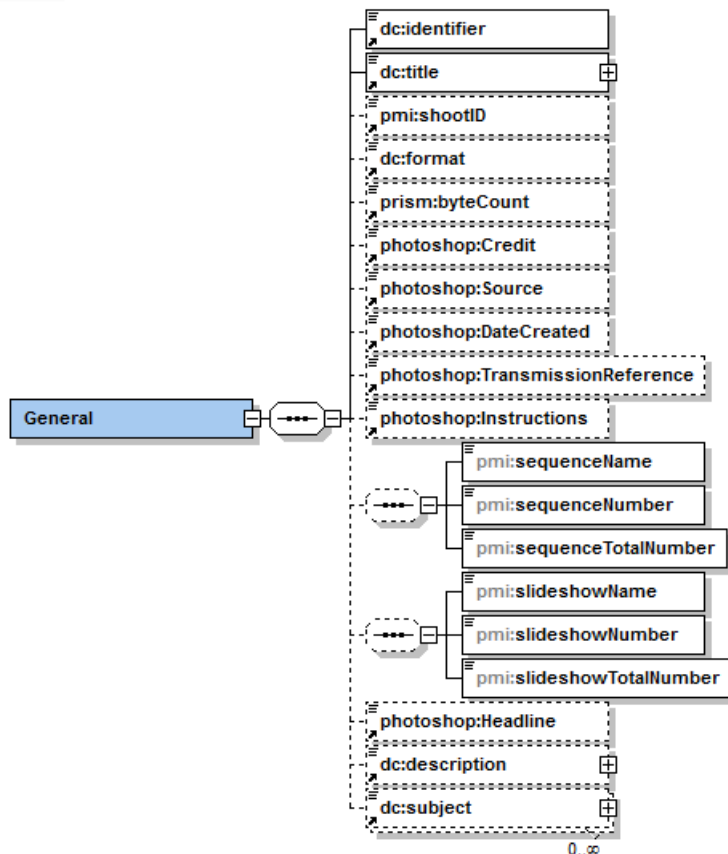 dc:identifier
dc:title
pmi:shootID
dc:format
prism:byteCount
photoshop:Credit
photoshop:Source
photoshop:DateCreated
photoshop:TransmissionReference
General
photoshop:Instructions
pmi:sequenceName
pmi:sequenceNumber
pmi:sequenceTotalNumber
pmi:slideshowName
pmi:slideshowNumber
pmi:slideshowTotalNumber
photoshop:Headline
dc:description
dc:subject
0..∞